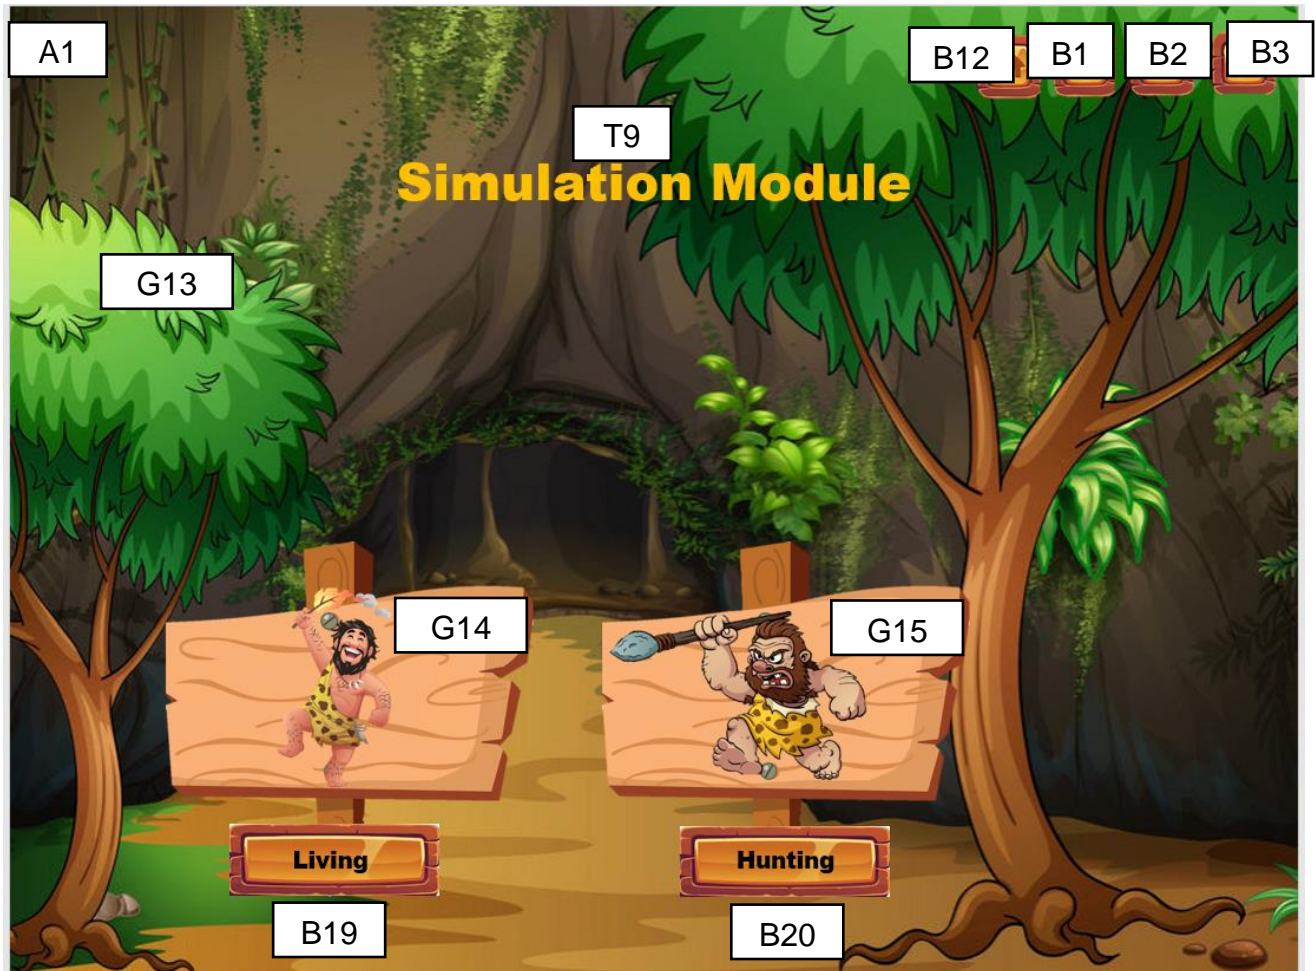 A1
B12
B1
B2
B3
T9
Simulation Module
G13
G14
G15
Living
Hunting
B19
B20